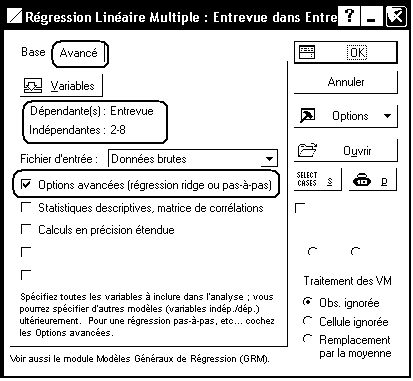 Régression Linéaire Multiple : Entrevue dans Entre
Base
Avancé
OK
Variables
Annuler
Dépendante(s) : Entrevue
Indépendantes : 2-8
Options
Fichier d'entrée :
Données brutes
Ouvrir
Options avancées (régression ridge ou pas-à-pas)
SELECT
CASES
S
D
Statistiques descriptives, matrice de corrélations
Calculs en précision étendue
Traitement des VM
Obs. ignorée
Cellule ignorée
Remplacement
par la moyenne
Spécifiez toutes les variables à inclure dans l'analyse ; vous
pourrez spécifier d'autres modèles (variables indép./dép.)
ultérieurement. Pour une régression pas-à-pas, etc... cochez
les Options avancées.
Voir aussi le module Modèles Généraux de Régression (GRM).